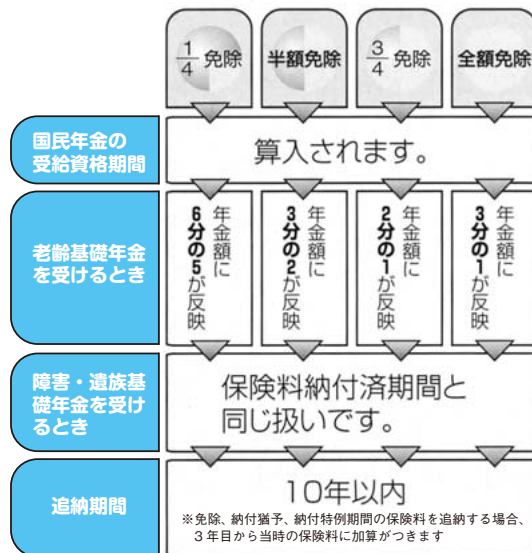 1/4 免除
半額免除
3/4 免除
全額免除
国民年金の
受給資格期間
算入されます。
老齢基礎年金
を受けるとき
年金額に
6分の5が反映
年金額に
3分の2が反映
年金額に
2分の1が反映
年金額に
3分の1が反映
障害・遺族基
礎年金を受け
るとき
保険料納付済期間と
同じ扱いです。
追納期間
10年以内
※免除、納付猶予、納付特例期間の保険料を追納する場合、
3年目から当時の保険料に加算がつきます